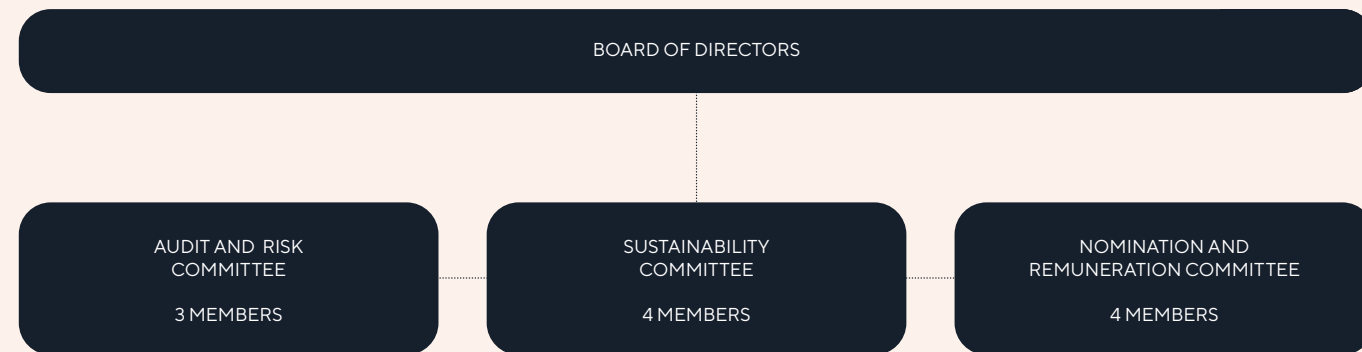 BOARD OF DIRECTORS
AUDIT AND RISK
COMMITTEE
3 MEMBERS
SUSTAINABILITY
COMMITTEE
4 MEMBERS
NOMINATION AND
REMUNERATION COMMITTEE
4 MEMBERS